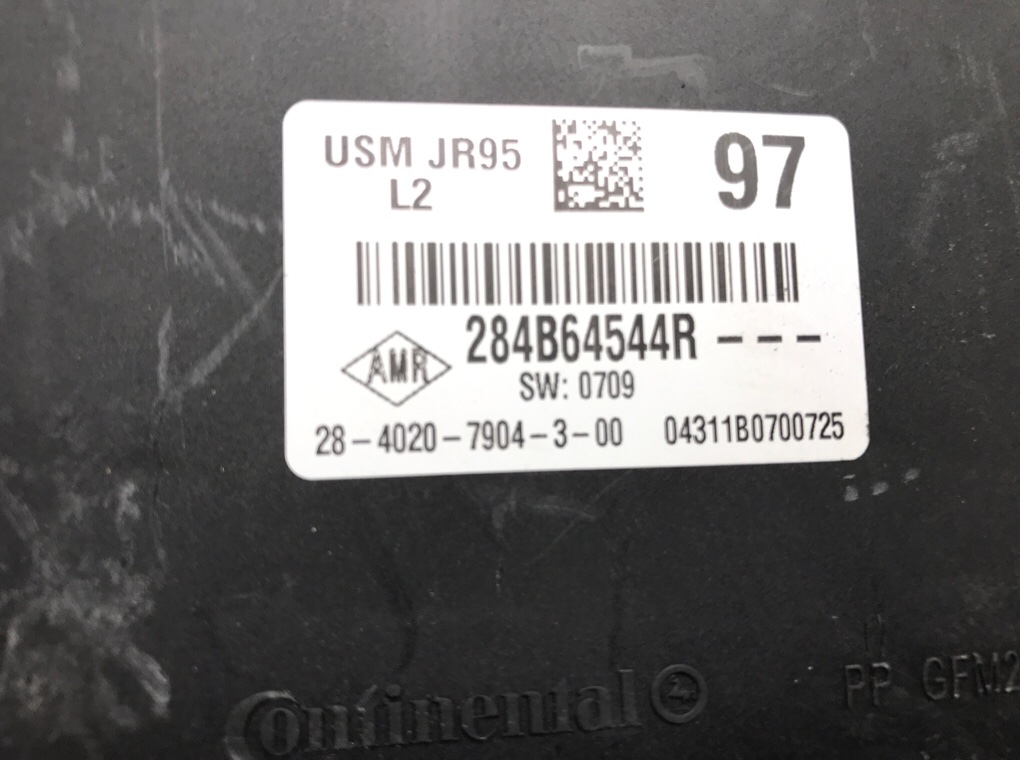 USM JR95
L2
97
284B64544R ---
AMR
SW: 0709
28-4020-7904-3-00 04311B0700725
Continental
PP GFM2